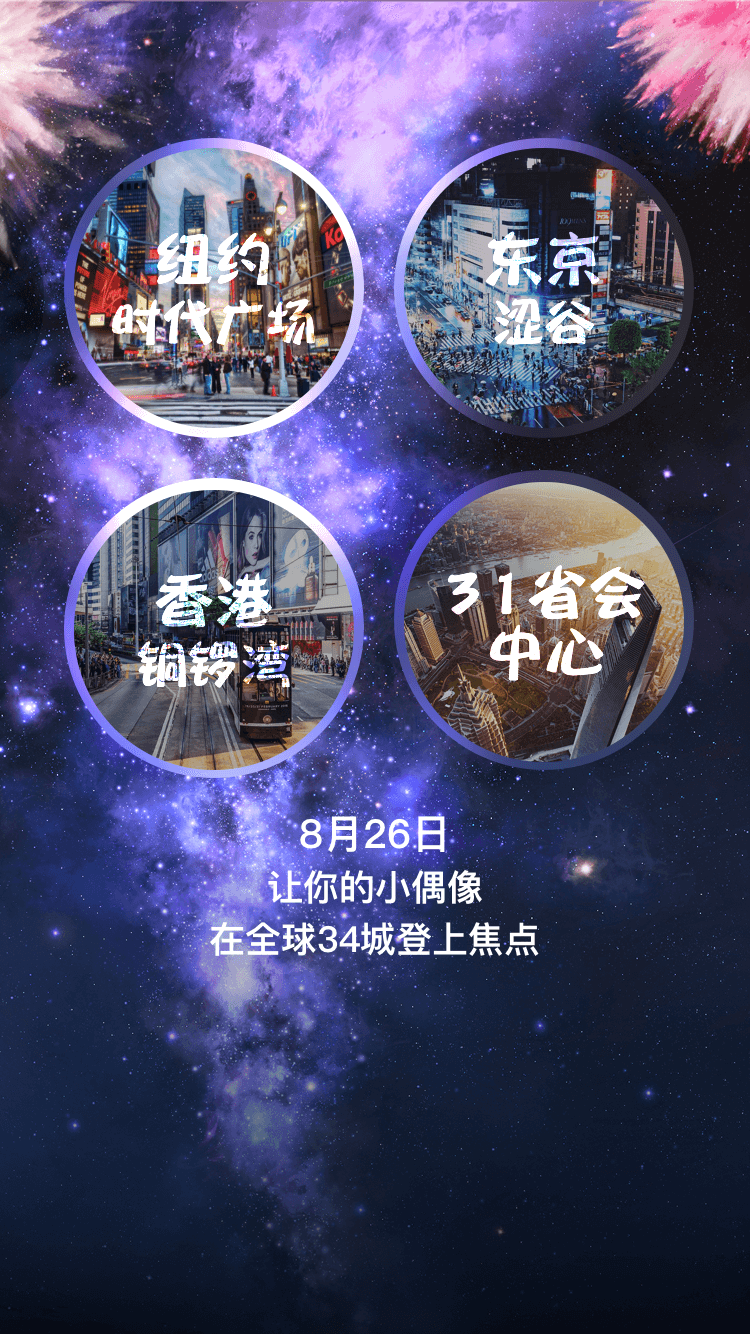 纽约
时代广场
东京
涩谷
香港
铜锣湾
31省会
中心
8月26日
让你的小偶像
在全球34城登上焦点